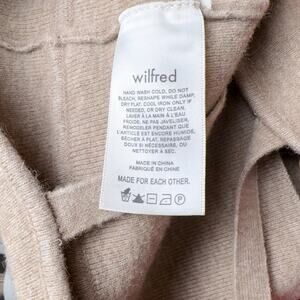 wilfred
HAND WASH COLD, DO NOT
BLEACH, RESHAPE WHILE DAMP,
DRY FLAT, COOL IRON ONLY IF
NEEDED, OR DRY CLEAN.
LAVER À LA MAIN À L'EAU
FROIDE, NE PAS JAVELISER,
REMODELER PENDANT QUE
L'ARTICLE EST ENCORE HUMIDE,
SÉCHER À PLAT, REPASSAGE
DOUX SI NÉCESSAIRE, OU
NETTOYER À SEC.
MADE IN CHINA
FABRIQUÉ EN CHINE
MADE FOR EACH OTHER.
P